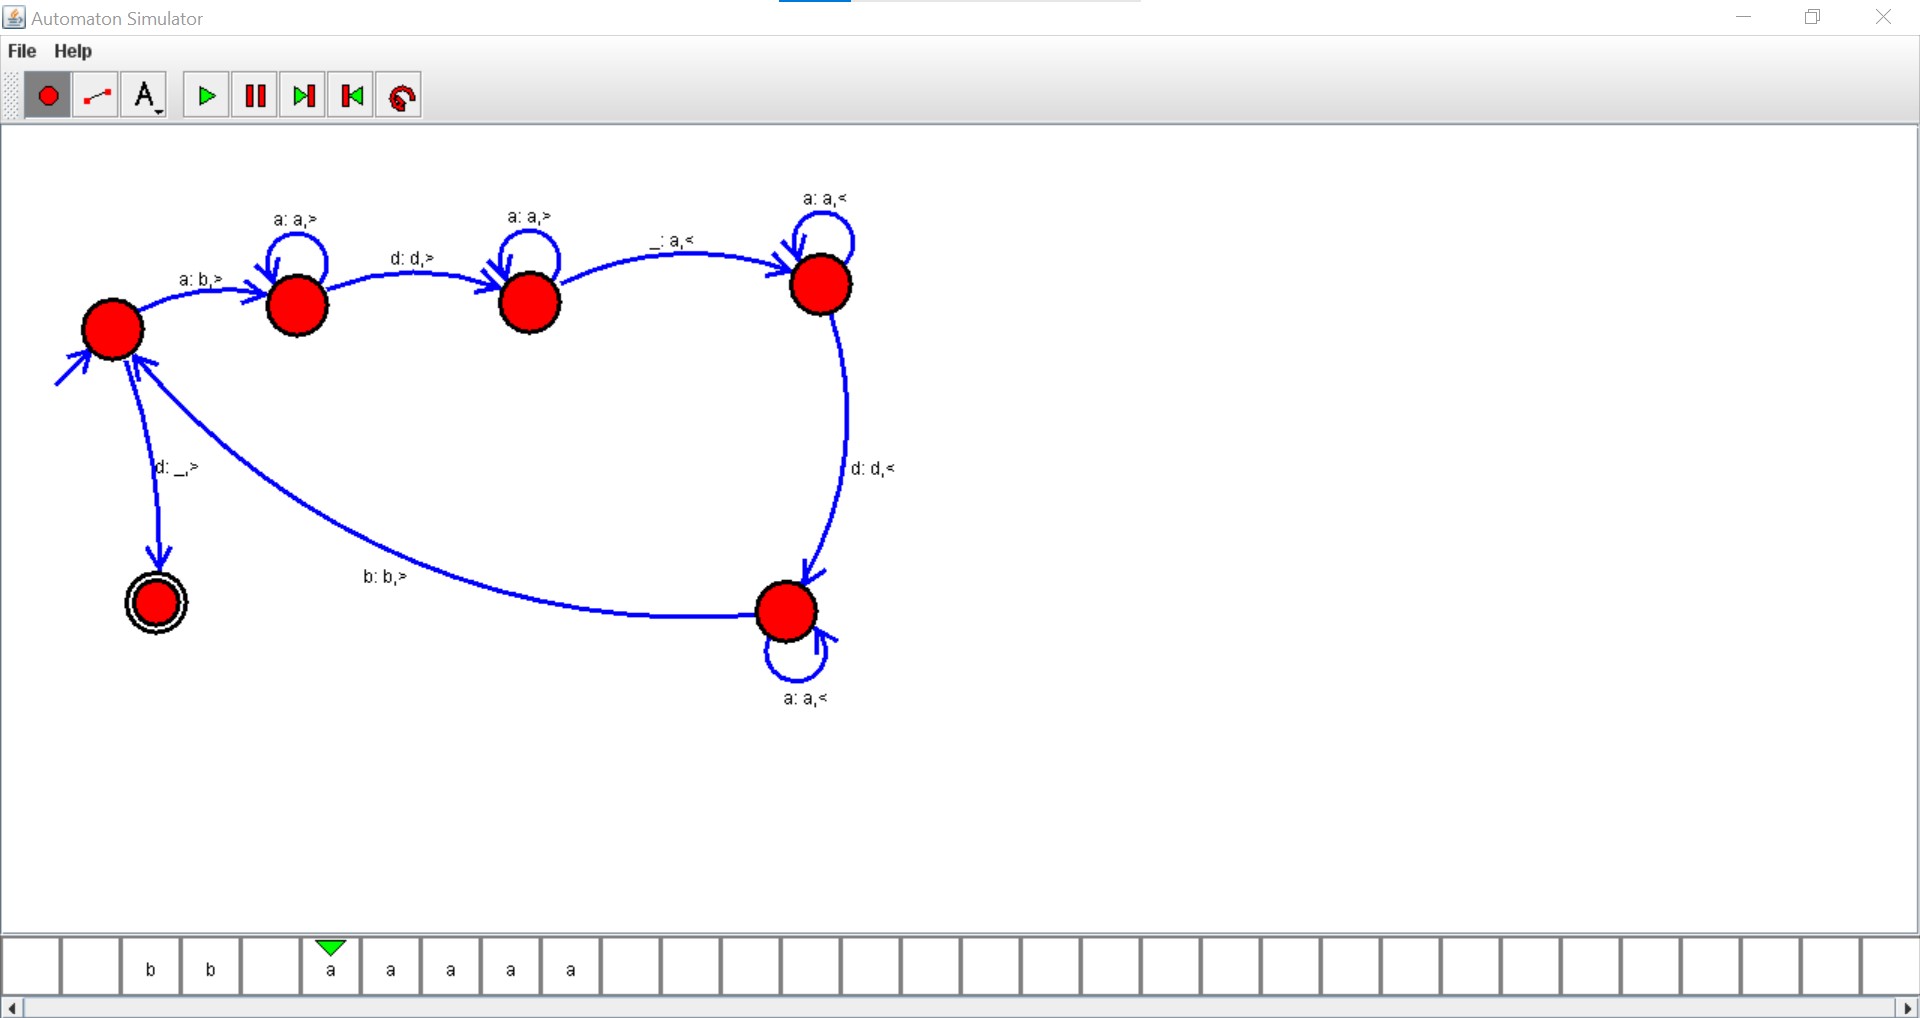 Automaton Simulator
File Help
A
a: a,>
a: a,>
a: a,<
a: b,>
d: d,>
_: a,<
d: _,>
d: d,<
b: b,>
a: a,<
b b a a a a a